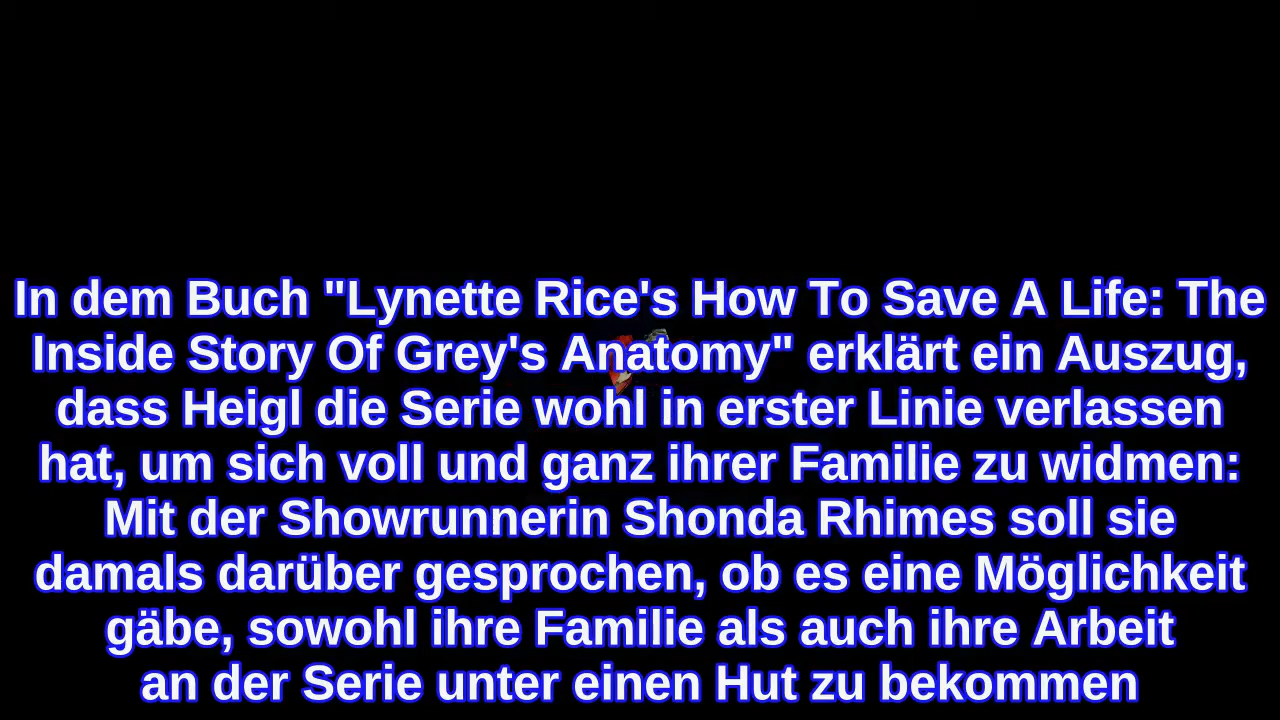 In dem Buch "Lynette Rice's How To Save A Life: The
Inside Story Of Grey's Anatomy" erklärt ein Auszug,
dass Heigl die Serie wohl in erster Linie verlassen
hat, um sich voll und ganz ihrer Familie zu widmen:
Mit der Showrunnerin Shonda Rhimes soll sie
damals darüber gesprochen, ob es eine Möglichkeit
gäbe, sowohl ihre Familie als auch ihre Arbeit
an der Serie unter einen Hut zu bekommen